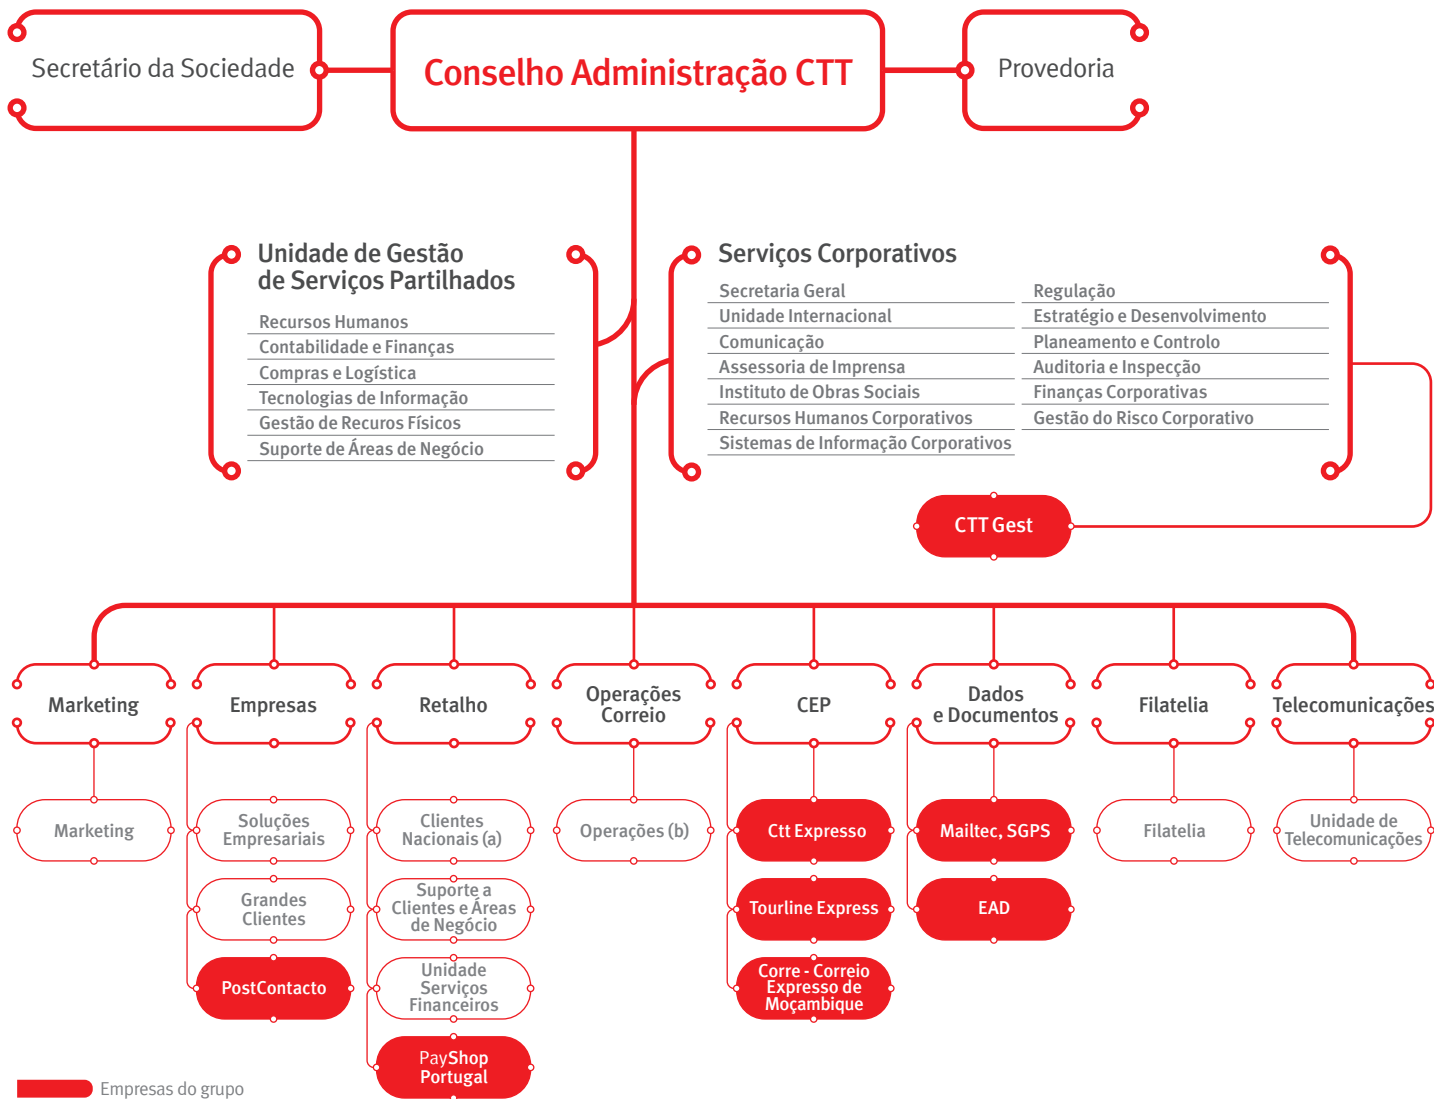 Secretário da Sociedade
Conselho Administração CTT
Provedoria
Unidade de Gestão
de Serviços Partilhados
Recursos Humanos
Contabilidade e Finanças
Compras e Logística
Tecnologias de Informação
Gestão de Recuros Físicos
Suporte de Áreas de Negócio
Serviços Corporativos
Secretaria Geral
Unidade Internacional
Comunicação
Assessoria de Imprensa
Instituto de Obras Sociais
Recursos Humanos Corporativos
Sistemas de Informação Corporativos
Regulação
Estratégio e Desenvolvimento
Planeamento e Controlo
Auditoria e Inspecção
Finanças Corporativas
Gestão do Risco Corporativo
CTT Gest
Marketing
Empresas
Retalho
Operações
Correio
CEP
Dados
e Documentos
Filatelia
Telecomunicações
Marketing
Soluções
Empresariais
Clientes
Nacionais (a)
Operações (b)
Ctt Expresso
Mailtec, SGPS
Filatelia
Unidade de
Telecomunicações
Grandes
Clientes
Suporte a
Clientes e Áreas
de Negócio
Tourline Express
EAD
PostContacto
Unidade
Serviços
Financeiros
Corre - Correio
Expresso de
Moçambique
PayShop
Portugal
Empresas do grupo